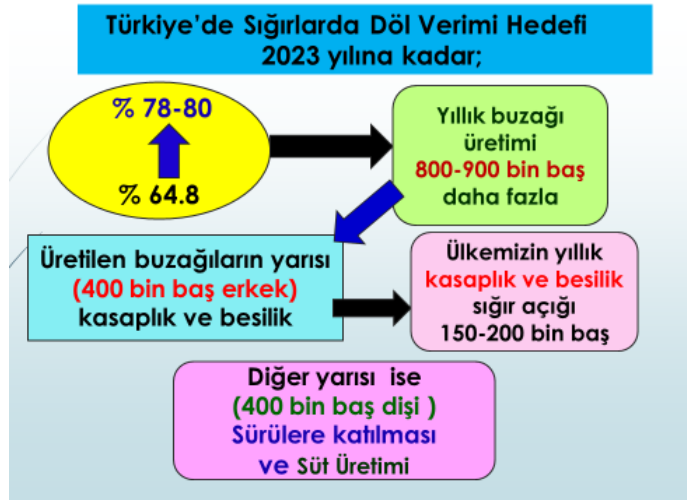 Türkiye’de Sığırlarda Döl Verimi Hedefi
2023 yılına kadar;
% 78-80
% 64.8
Yıllık buzağı
üretimi
800-900 bin baş
daha fazla
Üretilen buzağıların yarısı
(400 bin baş erkek)
kasaplık ve besilik
Ülkemizin yıllık
kasaplık ve besilik
sığır açığı
150-200 bin baş
Diğer yarısı ise
(400 bin baş dişi )
Sürülere katılması
ve Süt Üretimi